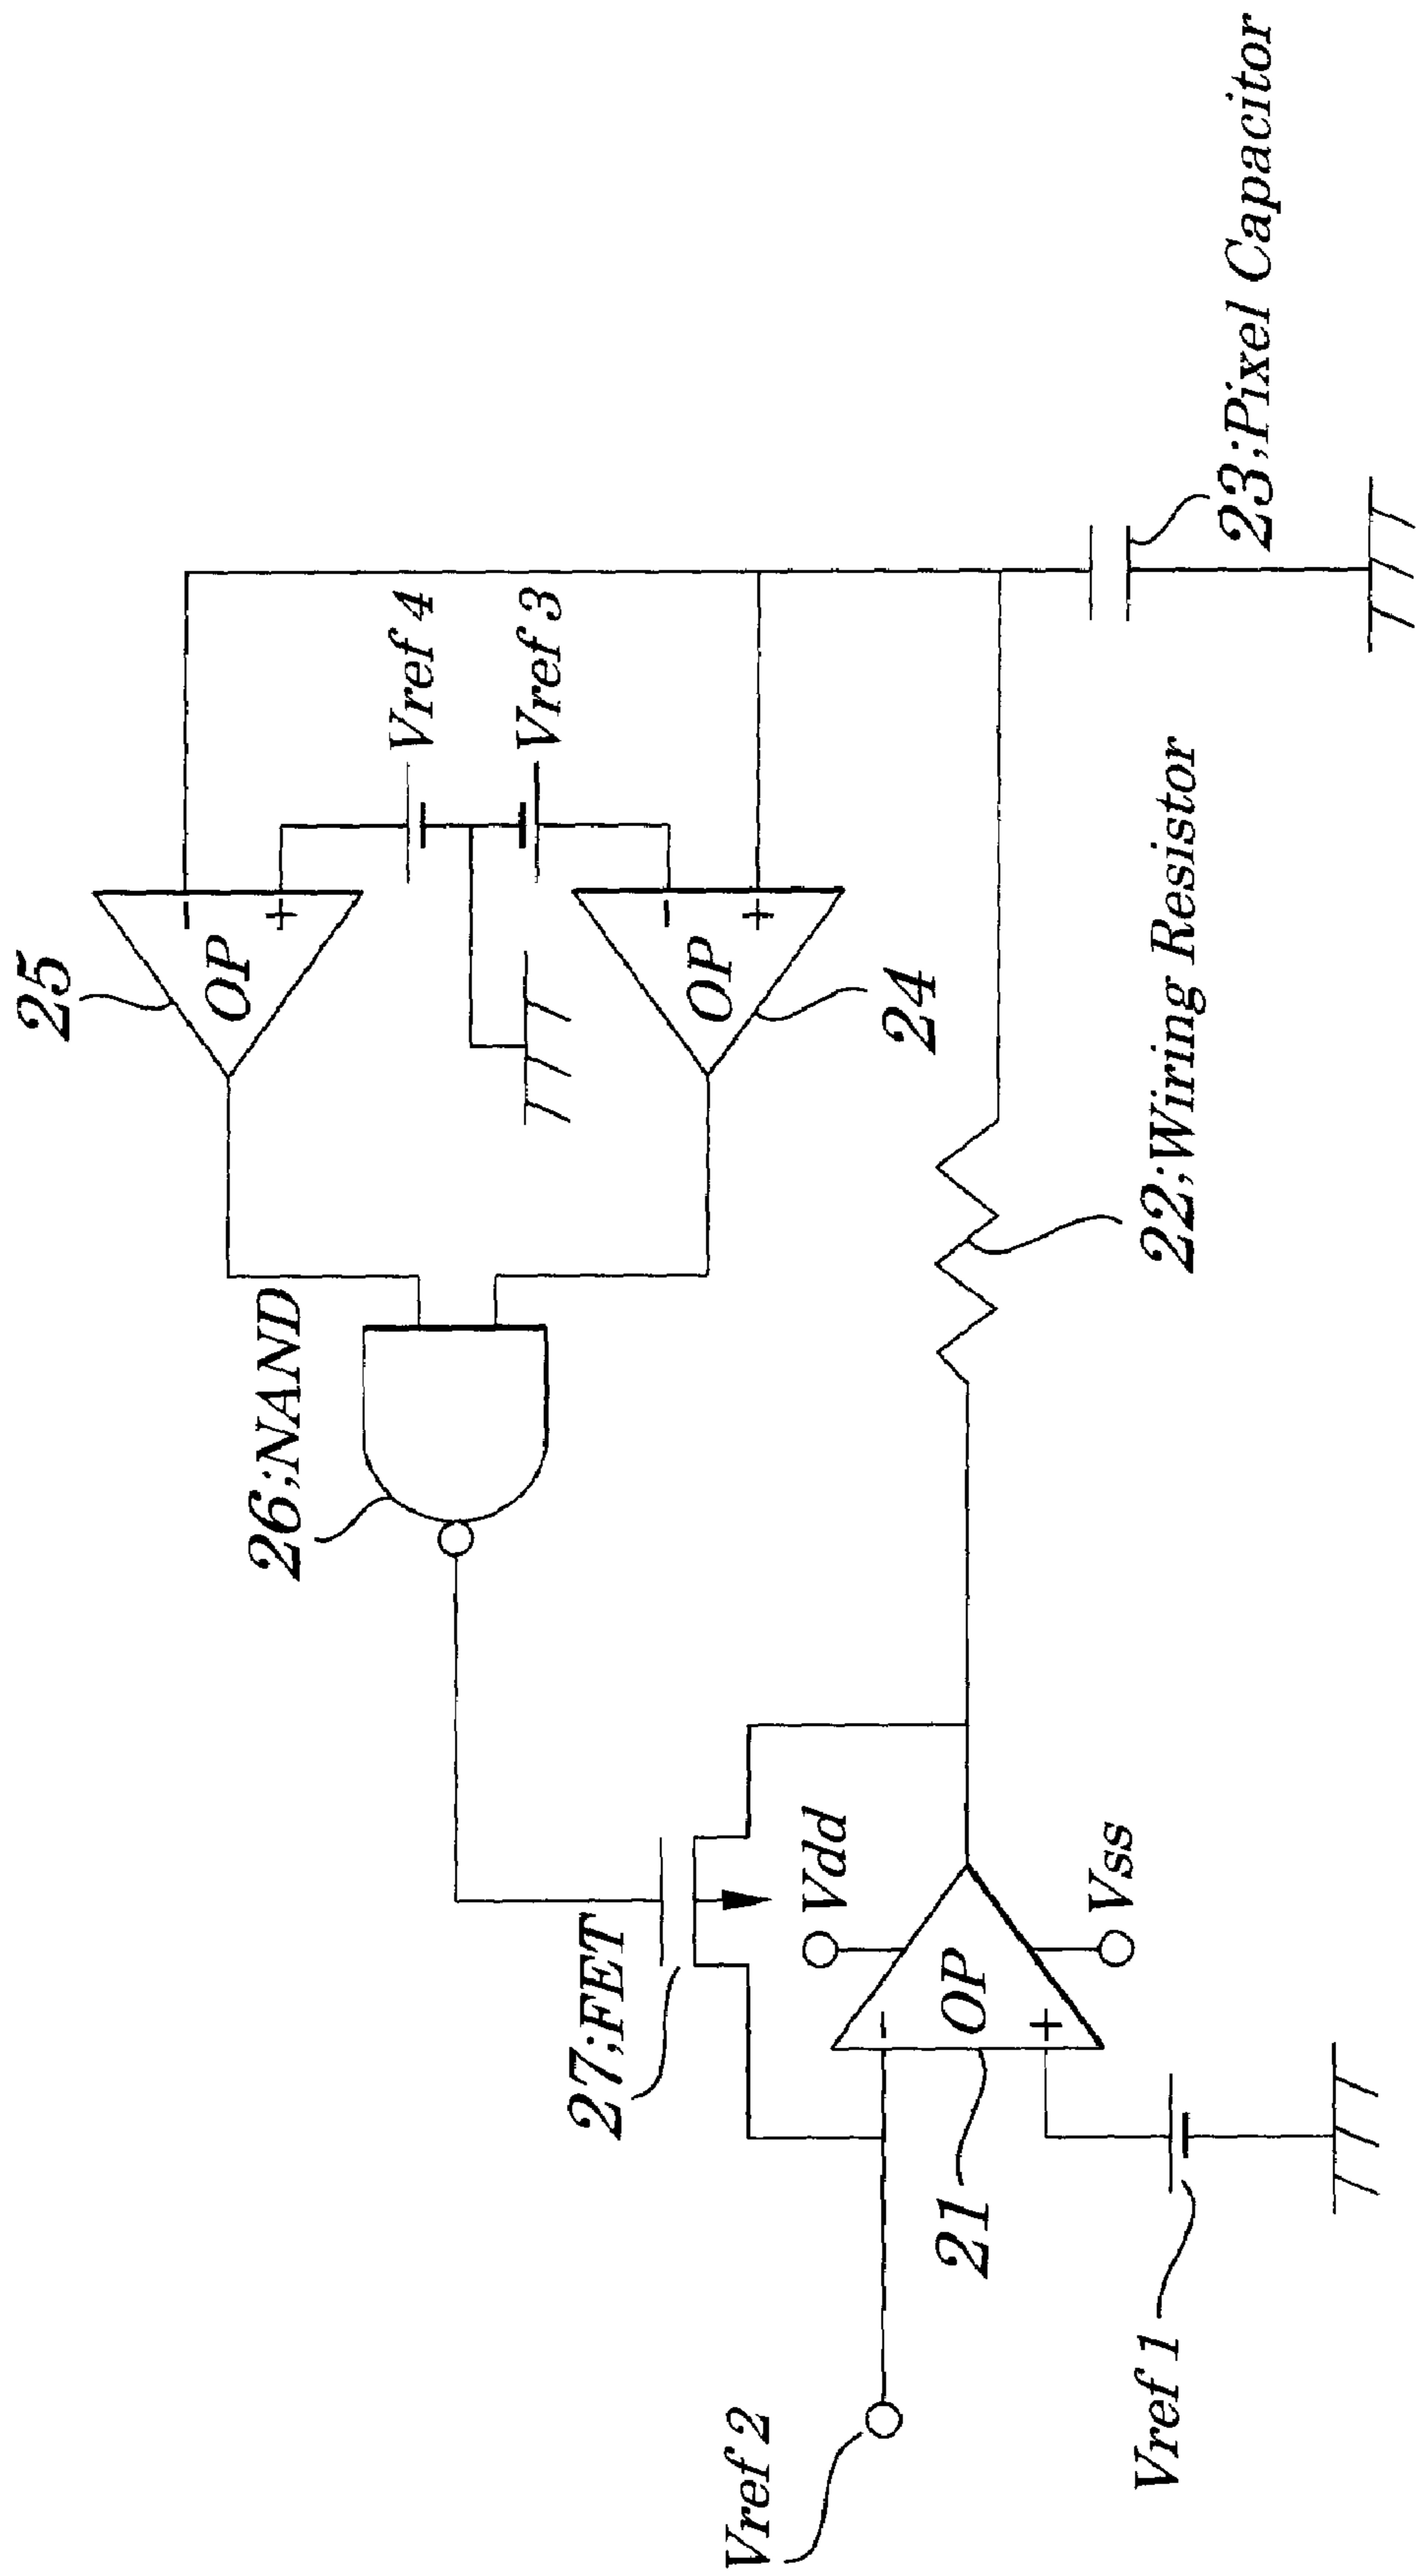 25
OP
-
+
Vref 4
Vref 3
26;NAND
-
+
OP
24
27;FET
22;Wiring Resistor
23;Pixel Capacitor
Vdd
Vref 2
-
OP
+
21
Vss
Vref 1